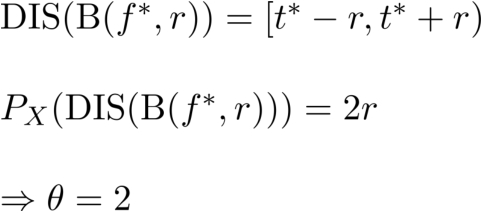 DIS(B(f*, r)) = [t* − r, t* + r)
P_X(DIS(B(f*, r))) = 2r
⇒ θ = 2